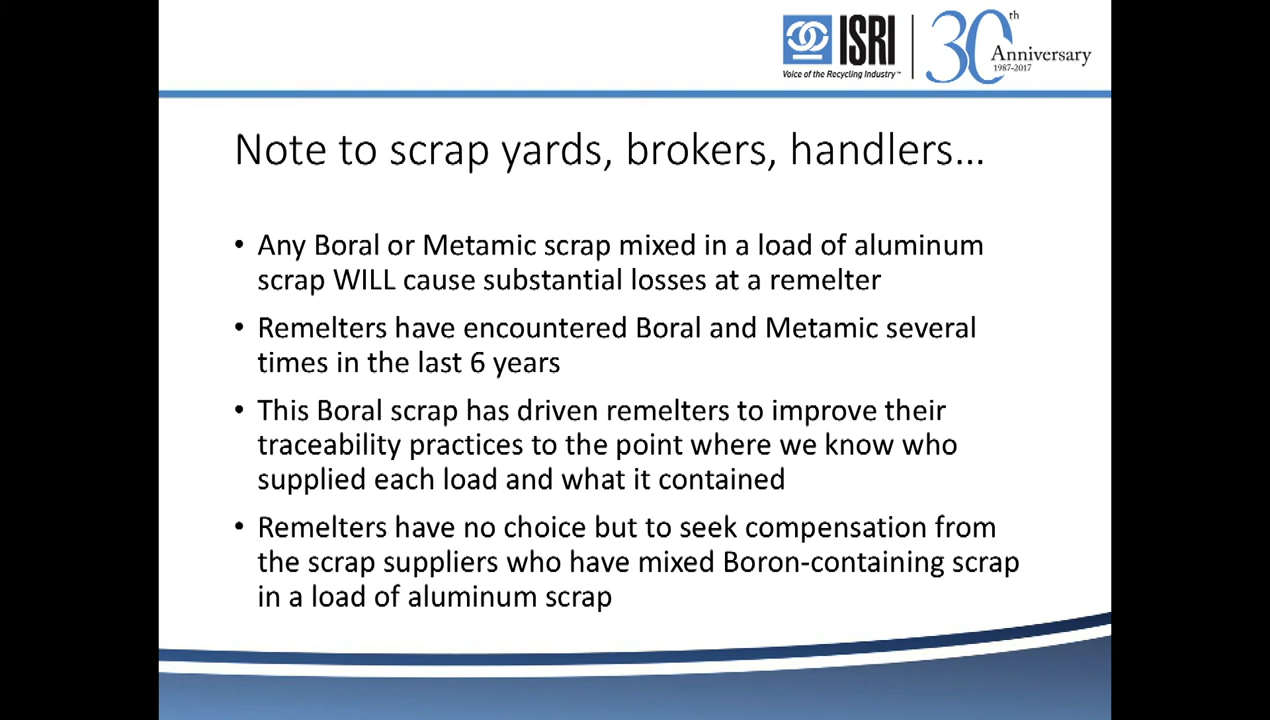 ISRI
Voice of the Recycling Industry™
30th
Anniversary
1987-2017
Note to scrap yards, brokers, handlers…
• Any Boral or Metamic scrap mixed in a load of aluminum
scrap WILL cause substantial losses at a remelter
• Remelters have encountered Boral and Metamic several
times in the last 6 years
• This Boral scrap has driven remelters to improve their
traceability practices to the point where we know who
supplied each load and what it contained
• Remelters have no choice but to seek compensation from
the scrap suppliers who have mixed Boron-containing scrap
in a load of aluminum scrap